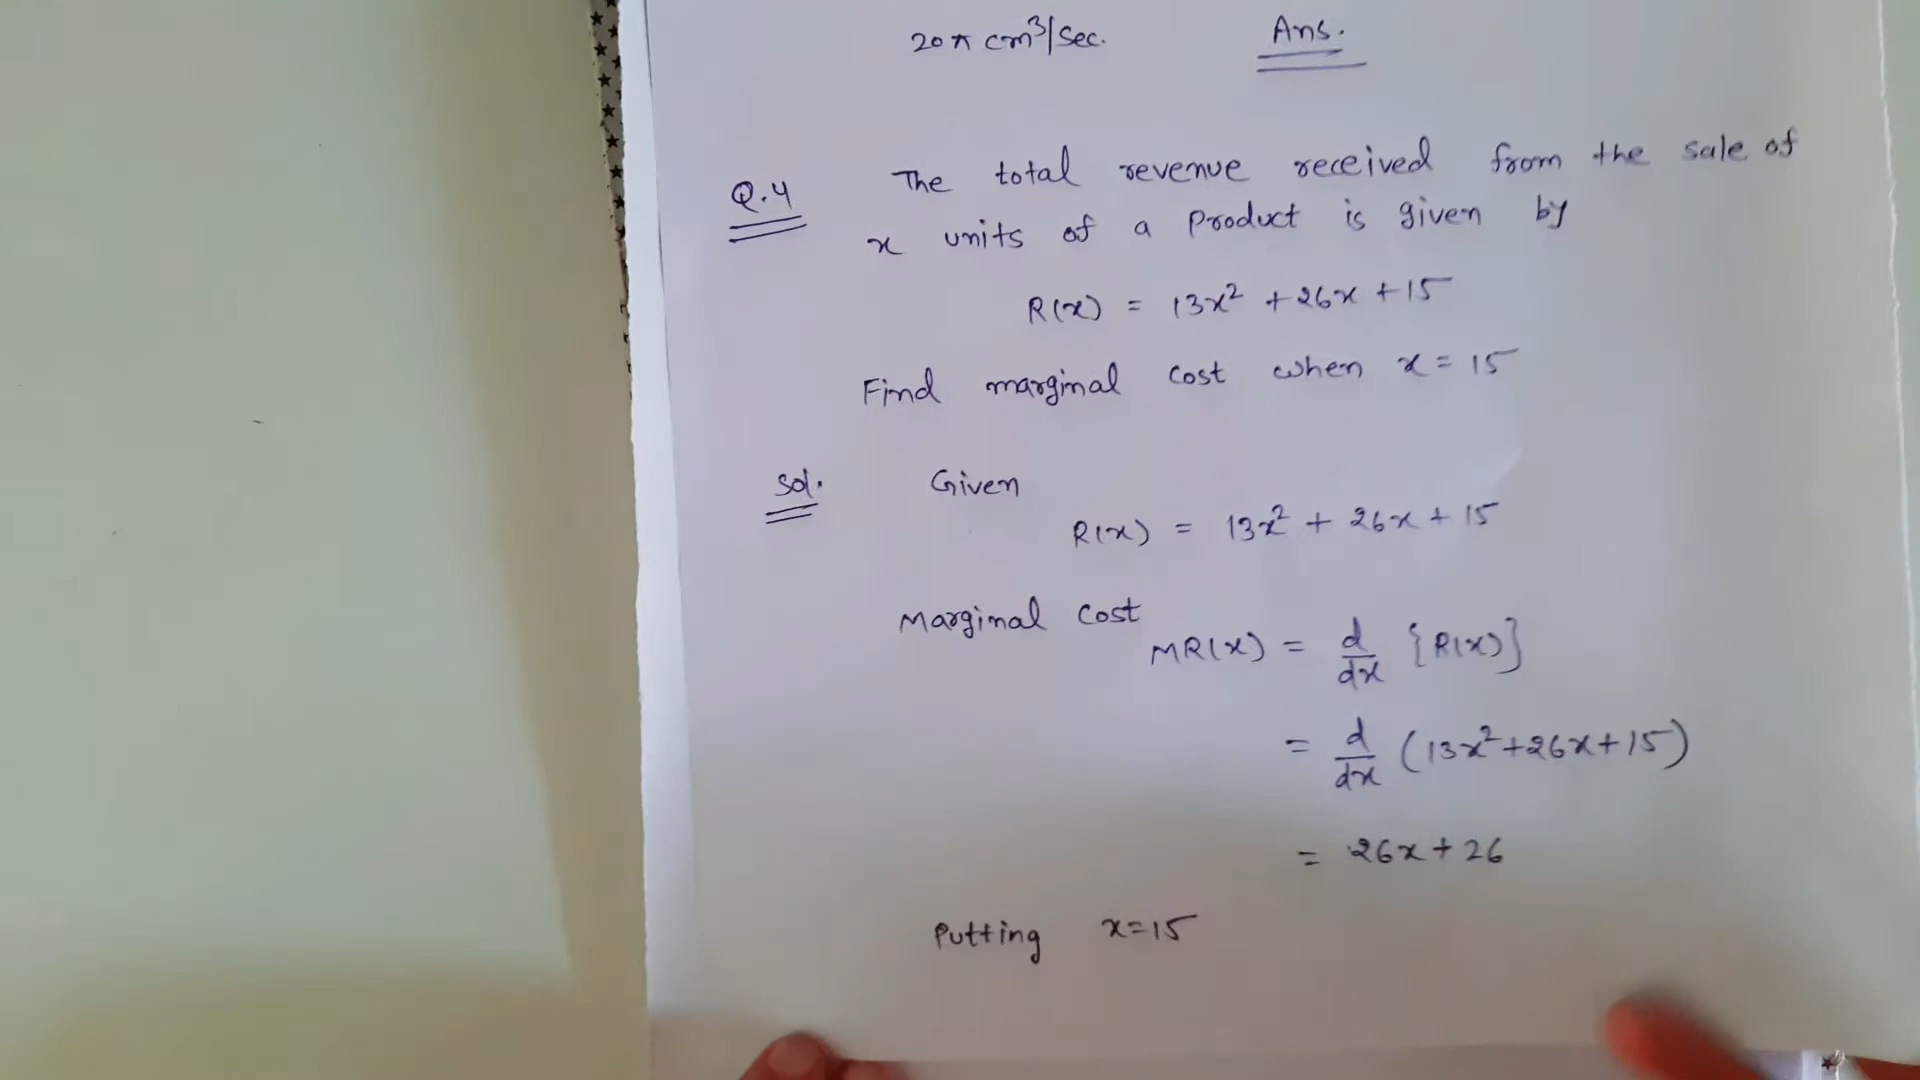 20π cm³/sec. Ans.
Q.4 The total revenue received from the sale of
x units of a product is given by
R(x) = 13x² + 26x + 15
Find marginal cost when x = 15
Sol. Given
R(x) = 13x² + 26x + 15
Marginal cost
MR(x) = d/dx {R(x)}
= d/dx (13x²+26x+15)
= 26x + 26
Putting x=15